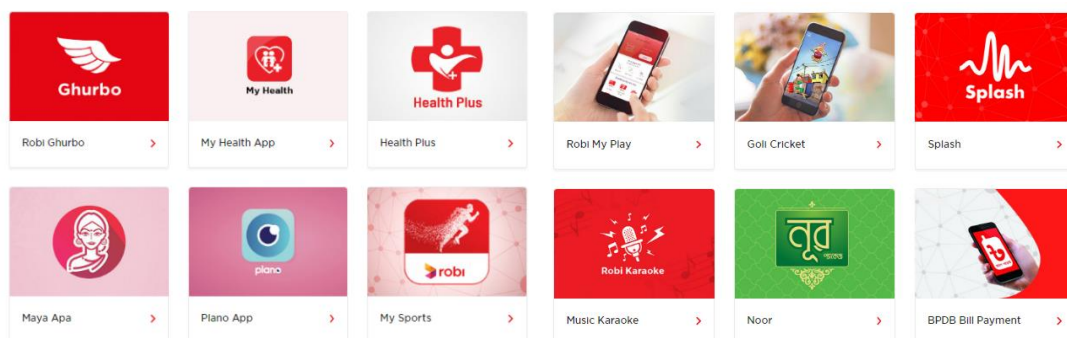 Ghurbo
My Health
Health Plus
Splash
Robi Ghurbo
My Health App
Health Plus
Robi My Play
Goli Cricket
Splash
plano
robi
Robi Karaoke
নূর
Maya Apa
Plano App
My Sports
Music Karaoke
Noor
BPDB Bill Payment